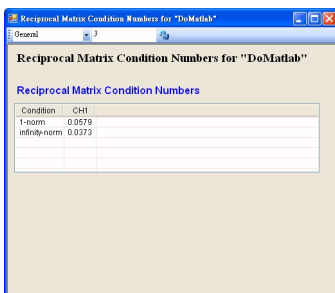 Reciprocal Matrix Condition Numbers for "DoMatlab"
General 3
Reciprocal Matrix Condition Numbers for "DoMatlab"
Reciprocal Matrix Condition Numbers
Condition CH1
1-norm 0.0579
infinity-norm 0.0373